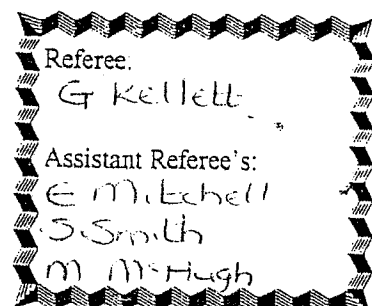 Referee:
G Kellett
Assistant Referee's:
E Mitchell
S. Smith
M McHugh